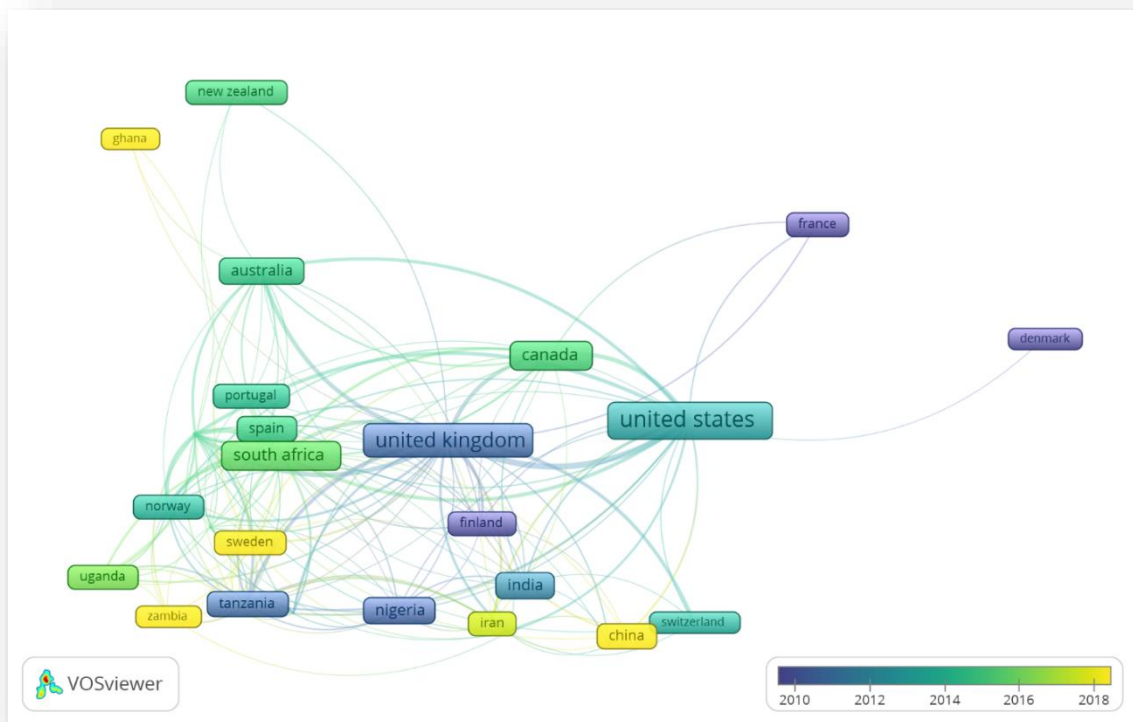 new zealand
ghana
france
australia
denmark
canada
portugal
united states
spain
united kingdom
south africa
norway
finland
sweden
uganda
india
tanzania
nigeria
zambia
iran
switzerland
china
VOSviewer
2010 2012 2014 2016 2018